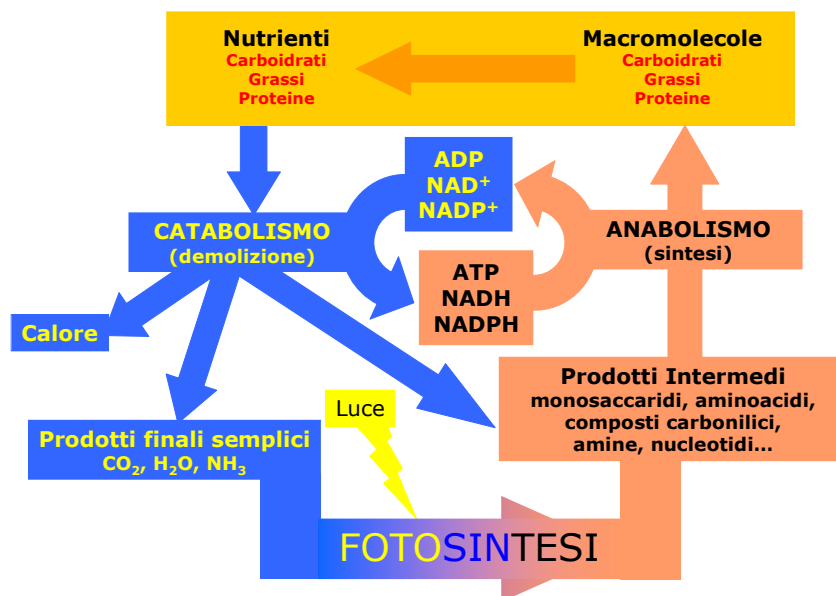 Nutrienti
Carboidrati
Grassi
Proteine
Macromolecole
Carboidrati
Grassi
Proteine
ADP
NAD⁺
NADP⁺
CATABOLISMO
(demolizione)
ANABOLISMO
(sintesi)
ATP
NADH
NADPH
Calore
Prodotti Intermedi
monosaccaridi, aminoacidi,
composti carbonilici,
amine, nucleotidi...
Luce
Prodotti finali semplici
CO₂, H₂O, NH₃
FOTOSINTESI